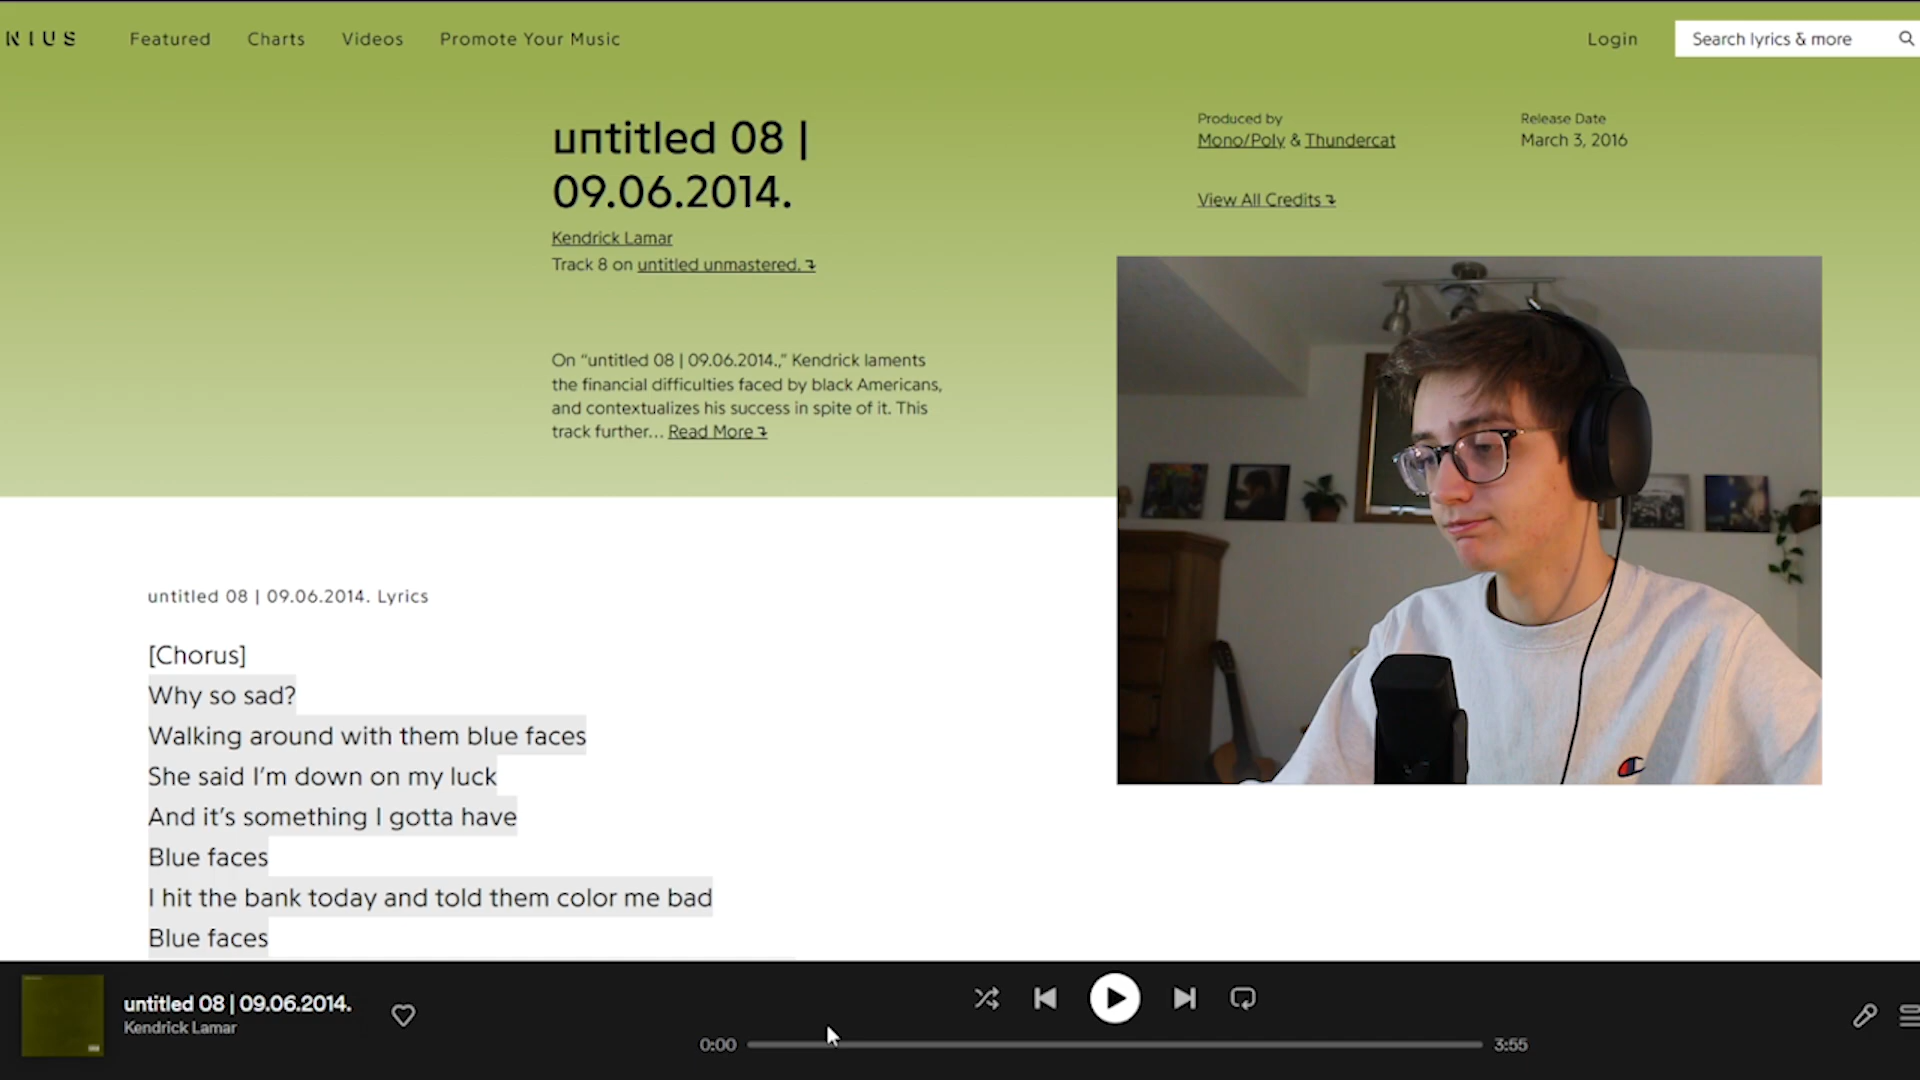 NIUS
Featured
Charts
Videos
Promote Your Music
Login
Search lyrics & more
untitled 08 |
09.06.2014.
Kendrick Lamar
Track 8 on untitled unmastered.
Produced by
Mono/Poly & Thundercat
View All Credits
Release Date
March 3, 2016
On “untitled 08 | 09.06.2014.,” Kendrick laments
the financial difficulties faced by black Americans,
and contextualizes his success in spite of it. This
track further... Read More
untitled 08 | 09.06.2014. Lyrics
[Chorus]
Why so sad?
Walking around with them blue faces
She said I’m down on my luck
And it’s something I gotta have
Blue faces
I hit the bank today and told them color me bad
Blue faces
untitled 08 | 09.06.2014.
Kendrick Lamar
0:00
3:55